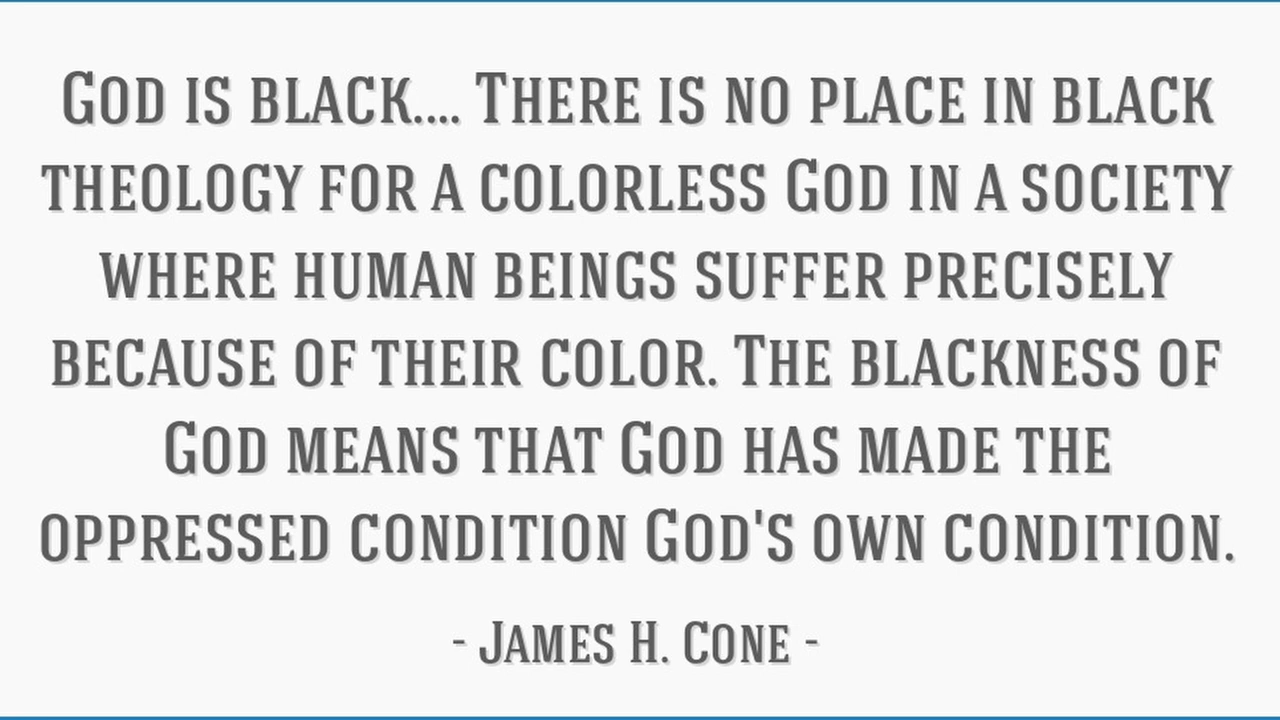 God is black.... There is no place in black
theology for a colorless God in a society
where human beings suffer precisely
because of their color. The blackness of
God means that God has made the
oppressed condition God's own condition.
- James H. Cone -